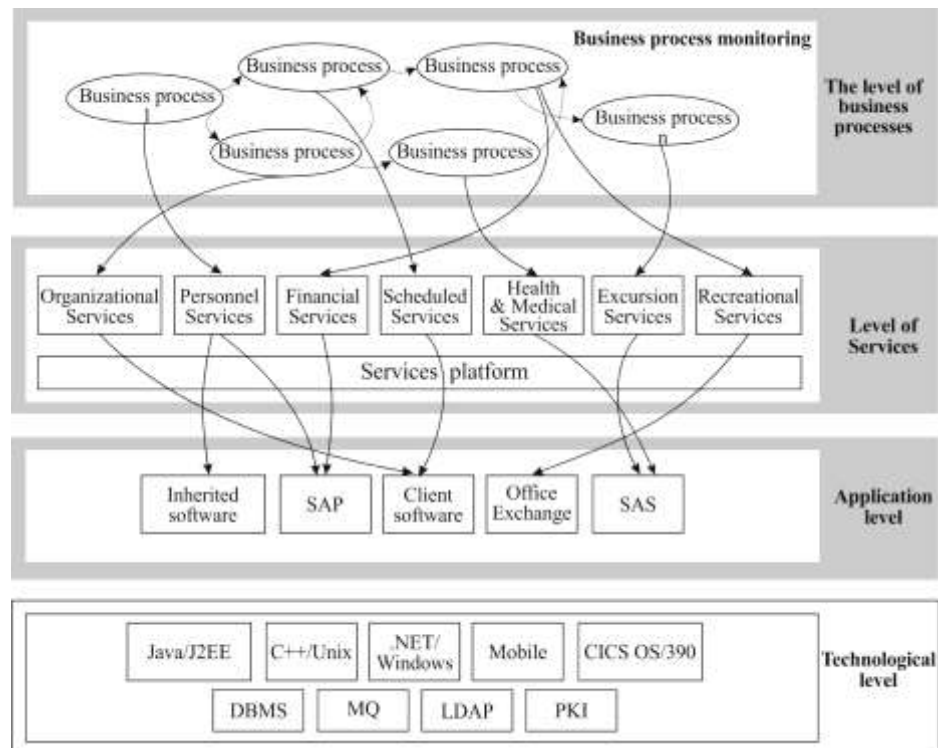 Business process monitoring
Business process
Business process
Business process
1
Business process
n
Business process
Business process
The level of
business
processes
Organizational
Services
Personnel
Services
Financial
Services
Scheduled
Services
Health
& Medical
Services
Excursion
Services
Recreational
Services
Services platform
Level of
Services
Inherited
software
SAP
Client
software
Office
Exchange
SAS
Application
level
Java/J2EE
C++/Unix
.NET/
Windows
Mobile
CICS OS/390
DBMS
MQ
LDAP
PKI
Technological
level